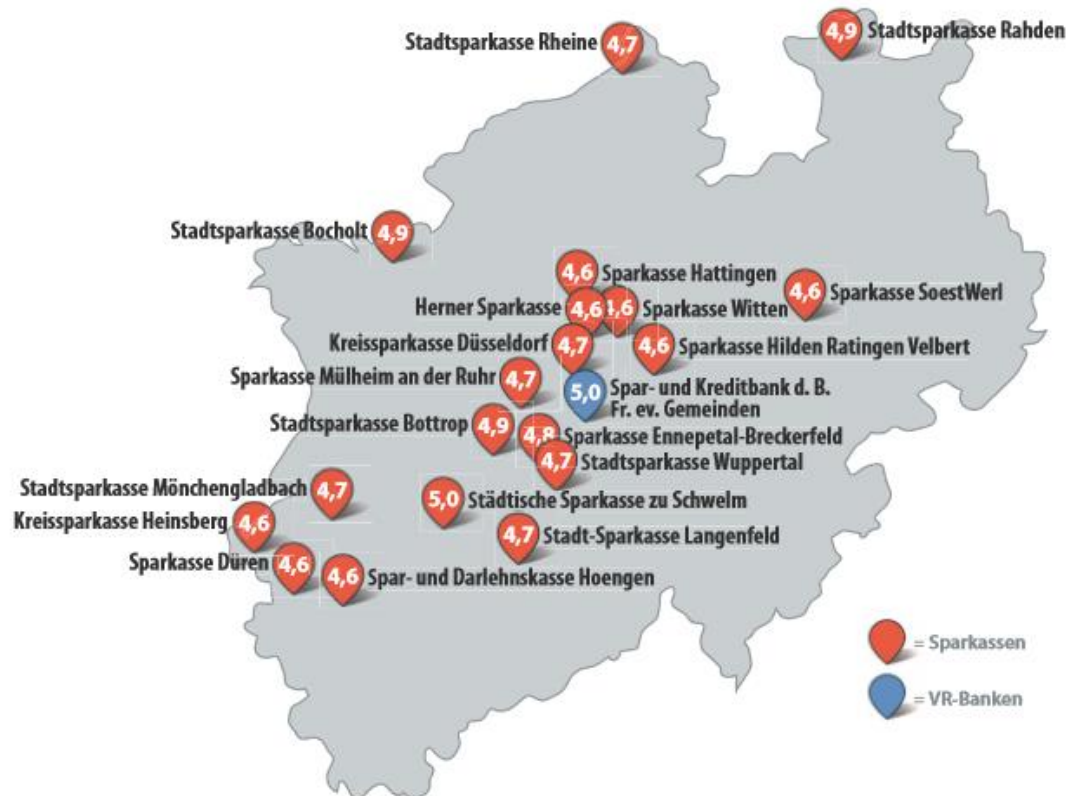 Stadtsparkasse Rheine 4,7
4,9 Stadtsparkasse Rahden
Stadtsparkasse Bocholt 4,9
4,6 Sparkasse Hattingen
4,6 Sparkasse SoestWerl
Herner Sparkasse 4,6
4,6 Sparkasse Witten
Kreissparkasse Düsseldorf 4,7
4,6 Sparkasse Hilden Ratingen Velbert
Sparkasse Mülheim an der Ruhr 4,7
5,0 Spar- und Kreditbank d. B.
Fr. ev. Gemeinden
Stadtsparkasse Bottrop 4,9
4,8 Sparkasse Ennepetal-Breckerfeld
4,7 Stadtsparkasse Wuppertal
Stadtsparkasse Mönchengladbach 4,7
5,0 Städtische Sparkasse zu Schwelm
Kreissparkasse Heinsberg 4,6
4,7 Stadt-Sparkasse Langenfeld
Sparkasse Düren 4,6
4,6 Spar- und Darlehnskasse Hoengen
= Sparkassen
= VR-Banken